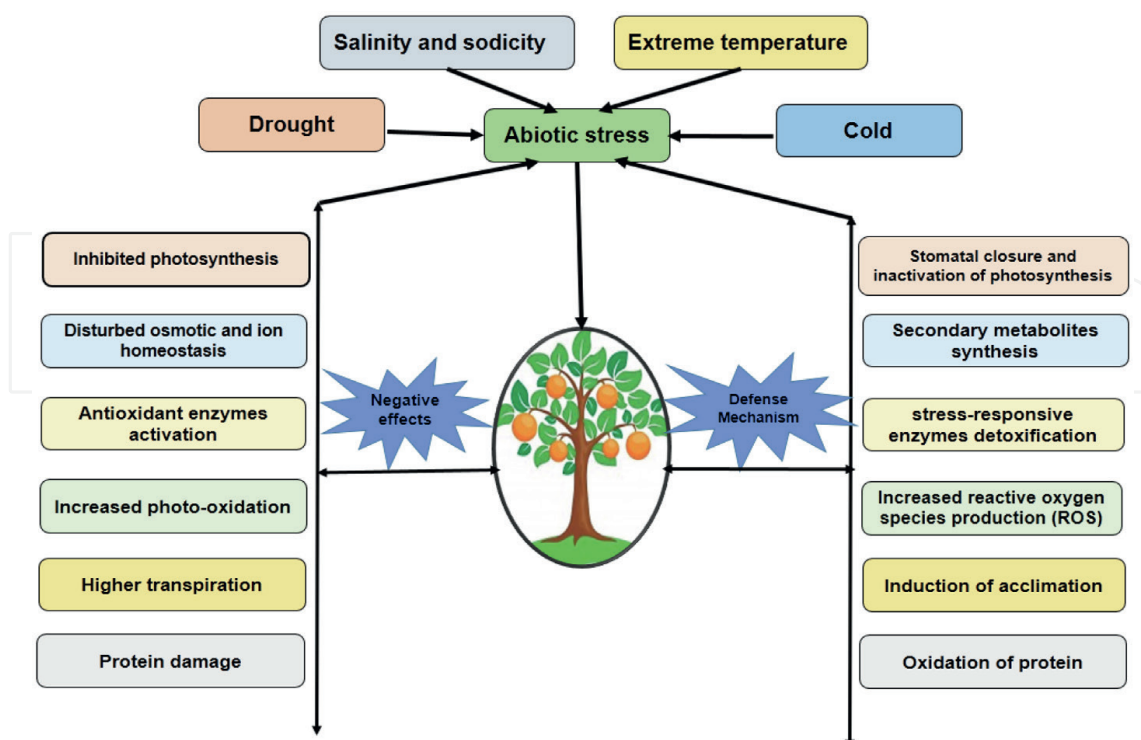 Salinity and sodicity
Extreme temperature
Drought
Abiotic stress
Cold
Inhibited photosynthesis
Disturbed osmotic and ion
homeostasis
Antioxidant enzymes
activation
Increased photo-oxidation
Higher transpiration
Protein damage
Negative
effects
Defense
Mechanism
Stomatal closure and
inactivation of photosynthesis
Secondary metabolites
synthesis
stress-responsive
enzymes detoxification
Increased reactive oxygen
species production (ROS)
Induction of acclimation
Oxidation of protein